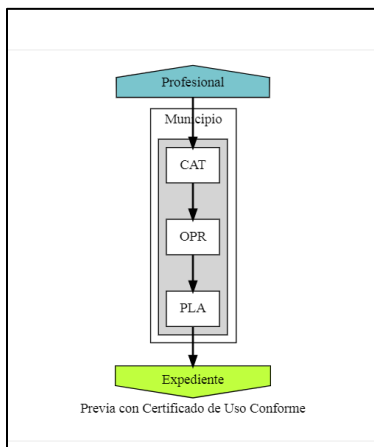 Profesional
Municipio
CAT
OPR
PLA
Expediente
Previa con Certificado de Uso Conforme